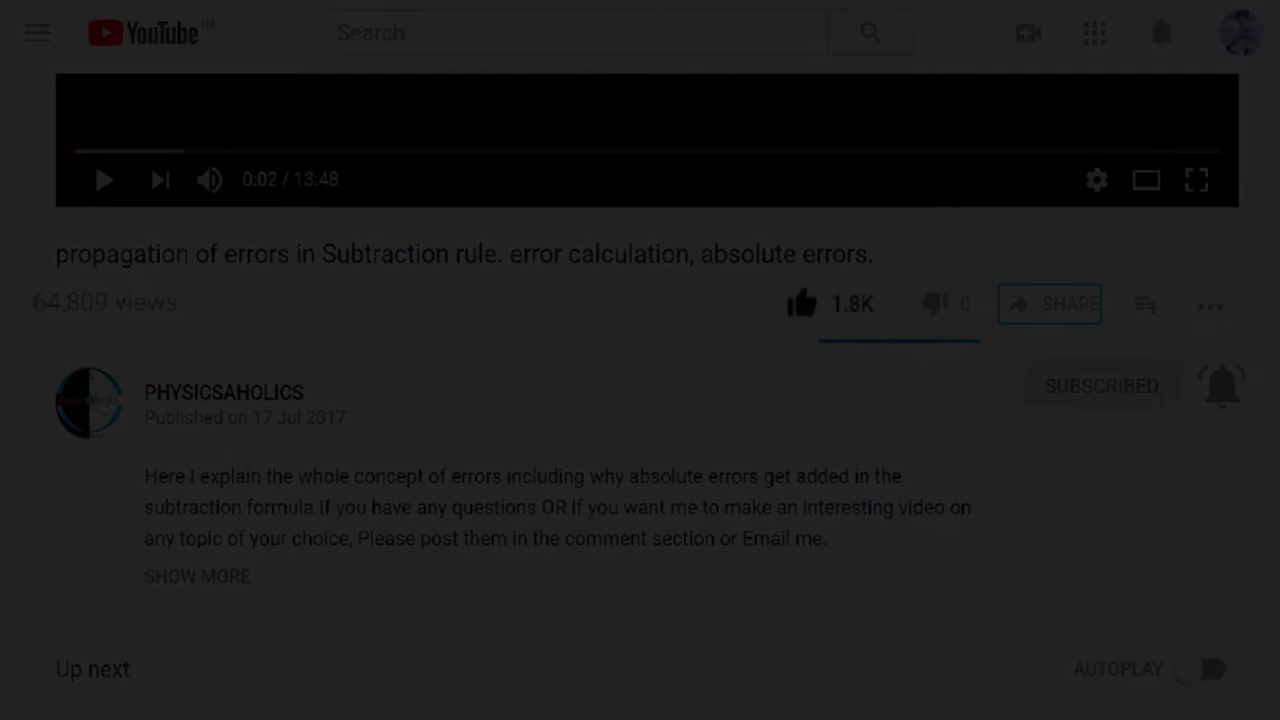 YouTube IN
Search
0:02 / 13:48
propagation of errors in Subtraction rule. error calculation, absolute errors.
64,809 views
1.8K
0
SHARE
PHYSICSAHOLICS
SUBSCRIBED
Published on 17 Jul 2017
Here I explain the whole concept of errors including why absolute errors get added in the
subtraction formula.If you have any questions OR if you want me to make an interesting video on
any topic of your choice, Please post them in the comment section or Email me.
SHOW MORE
Up next
AUTOPLAY